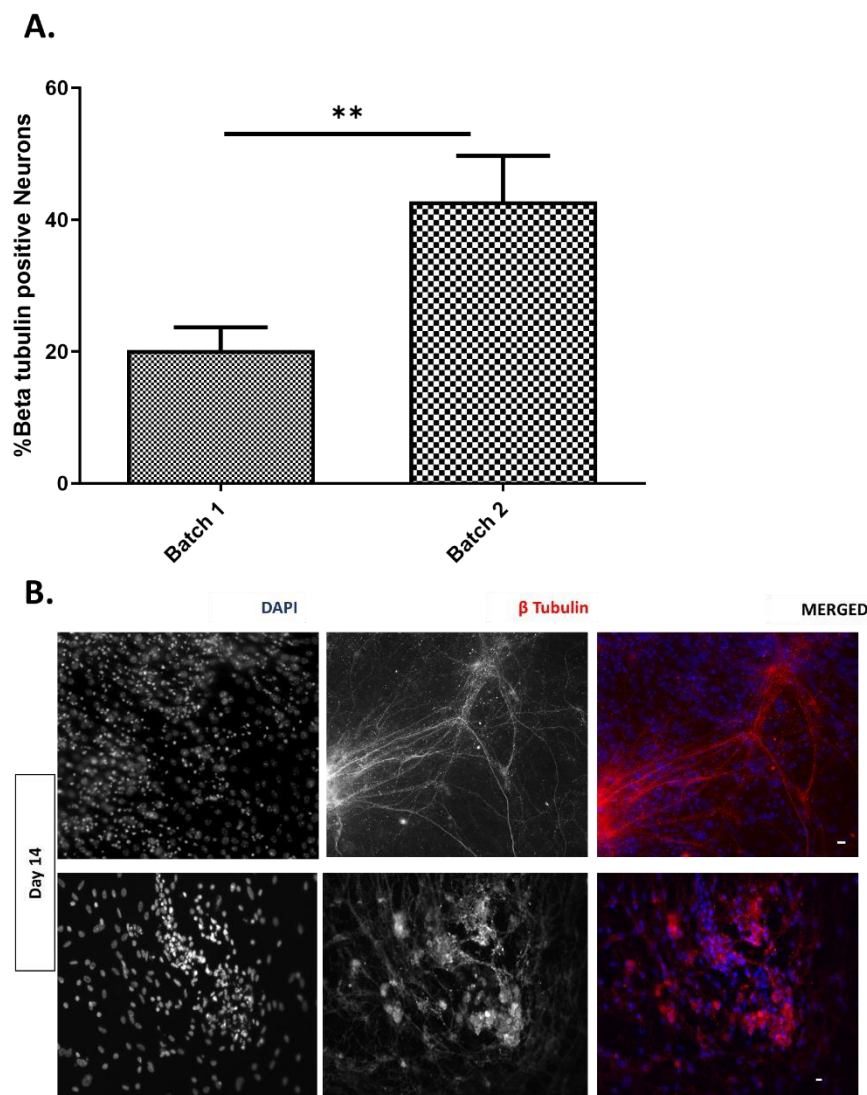 A.
60
40
20
0
%Beta tubulin positive Neurons
**
Batch 1
Batch 2
B.
DAPI
β Tubulin
MERGED
Day 14